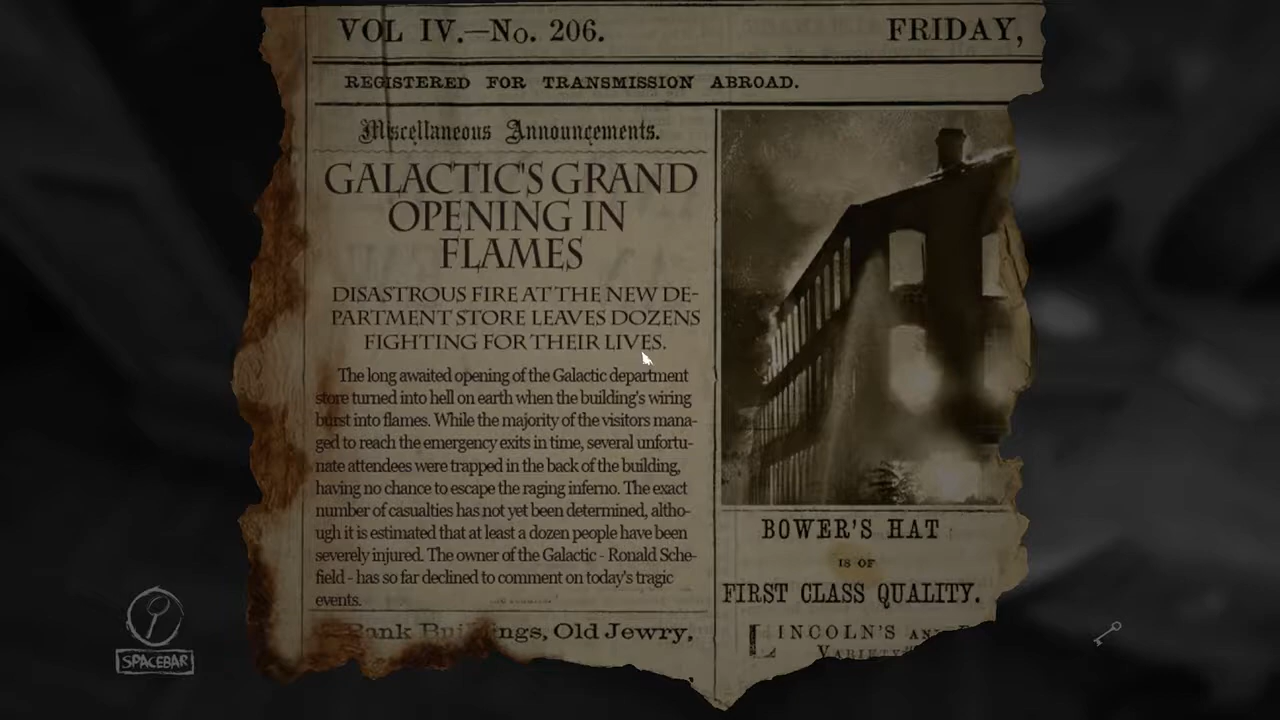 VOL IV.—No. 206.
FRIDAY,
REGISTERED FOR TRANSMISSION ABROAD.
Miscellaneous Announcements.
GALACTIC'S GRAND
OPENING IN
FLAMES
DISASTROUS FIRE AT THE NEW DE-
PARTMENT STORE LEAVES DOZENS
FIGHTING FOR THEIR LIVES.
The long awaited opening of the Galactic department
store turned into hell on earth when the building's wiring
burst into flames. While the majority of the visitors mana-
ged to reach the emergency exits in time, several unfortu-
nate attendees were trapped in the back of the building,
having no chance to escape the raging inferno. The exact
number of casualties has not yet been determined, altho-
ugh it is estimated that at least a dozen people have been
severely injured. The owner of the Galactic - Ronald Sche-
field - has so far declined to comment on today's tragic
events.
Bank Buildings, Old Jewry,
BOWER'S HAT
IS OF
FIRST CLASS QUALITY.
LINCOLN'S
VARIETY
SPACEBAR